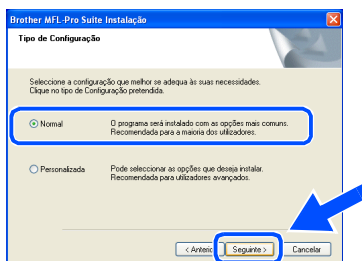 Brother MFL-Pro Suite Instalação
Tipo de Configuração
Seleccione a configuração que melhor se adequa às suas necessidades.
Clique no tipo de Configuração pretendida.
Normal
O programa será instalado com as opções mais comuns.
Recomendada para a maioria dos utilizadores.
Personalizada
Pode seleccionar as opções que deseja instalar.
Recomendada para utilizadores avançados.
< Anterior Seguinte > Cancelar